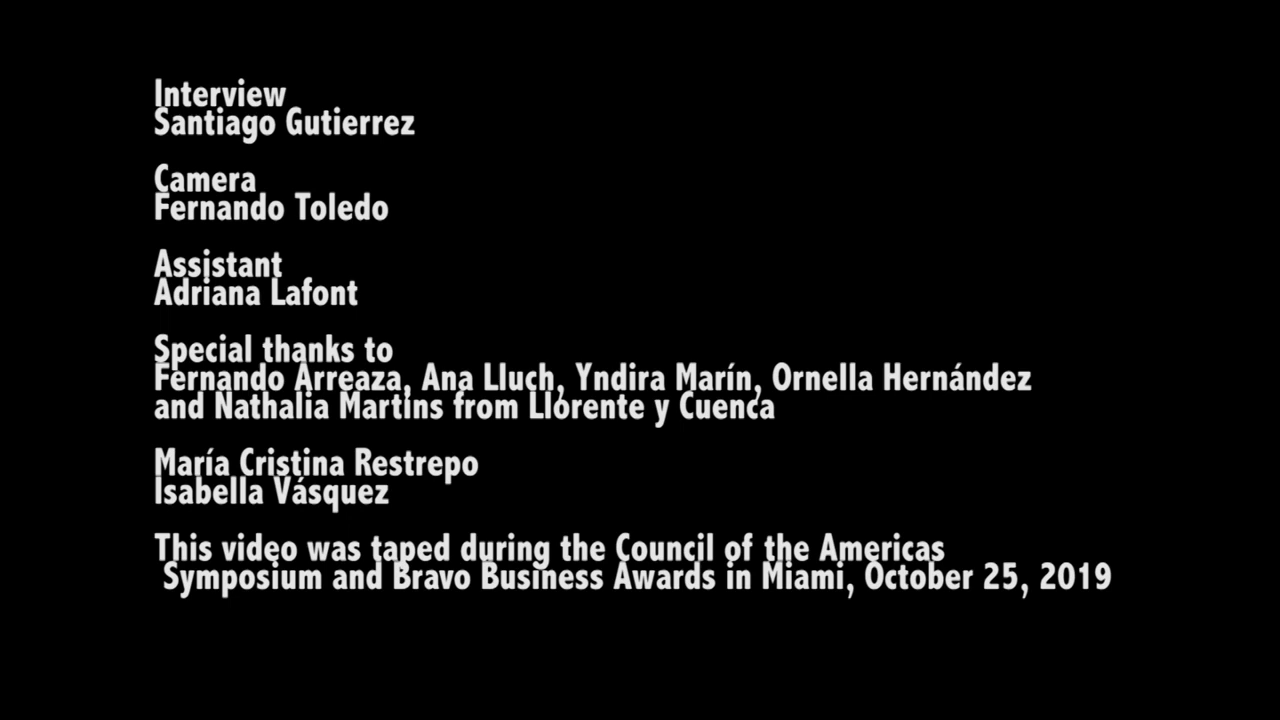 Interview
Santiago Gutierrez
Camera
Fernando Toledo
Assistant
Adriana Lafont
Special thanks to
Fernando Arreaza, Ana Lluch, Yndira Marín, Ornella Hernández
and Nathalia Martins from Llorente y Cuenca
María Cristina Restrepo
Isabella Vásquez
This video was taped during the Council of the Americas
Symposium and Bravo Business Awards in Miami, October 25, 2019